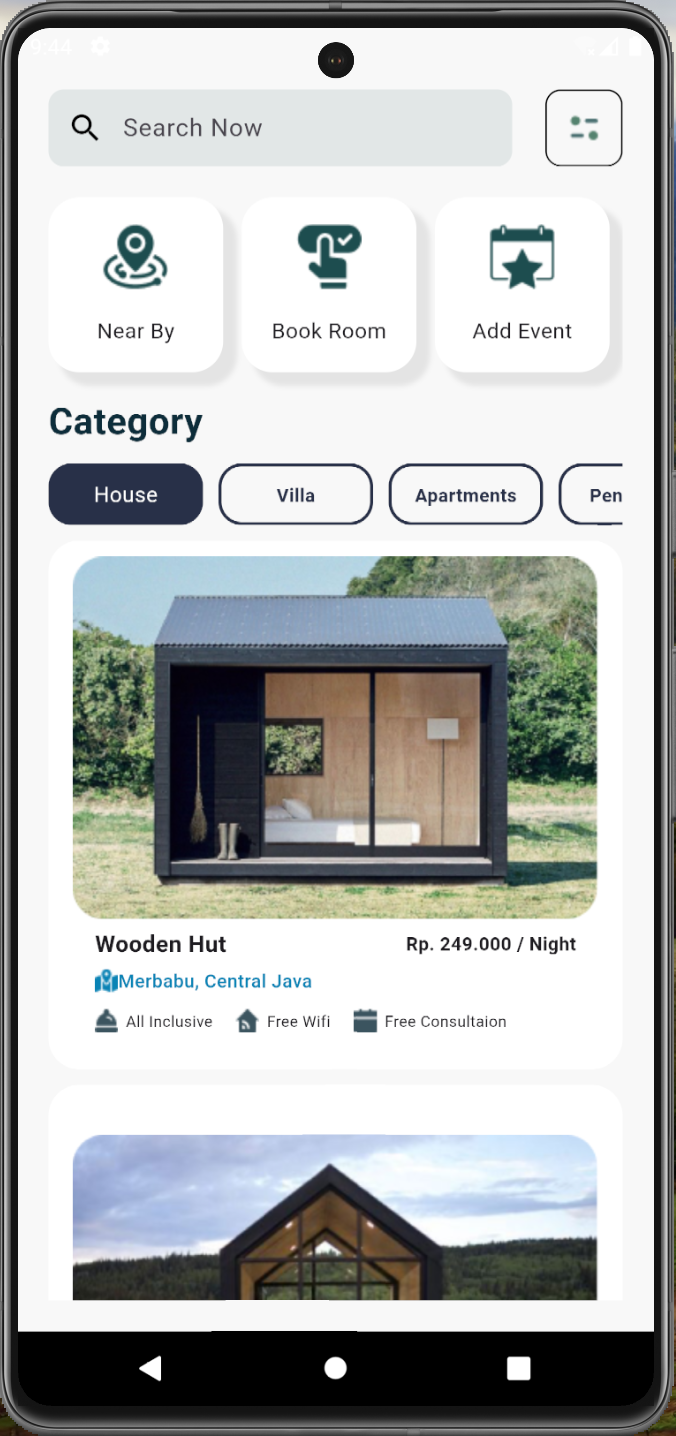 9:44
Search Now
Near By
Book Room
Add Event
Category
House
Villa
Apartments
Pen
Wooden Hut
Rp. 249.000 / Night
Merbabu, Central Java
All Inclusive
Free Wifi
Free Consultaion